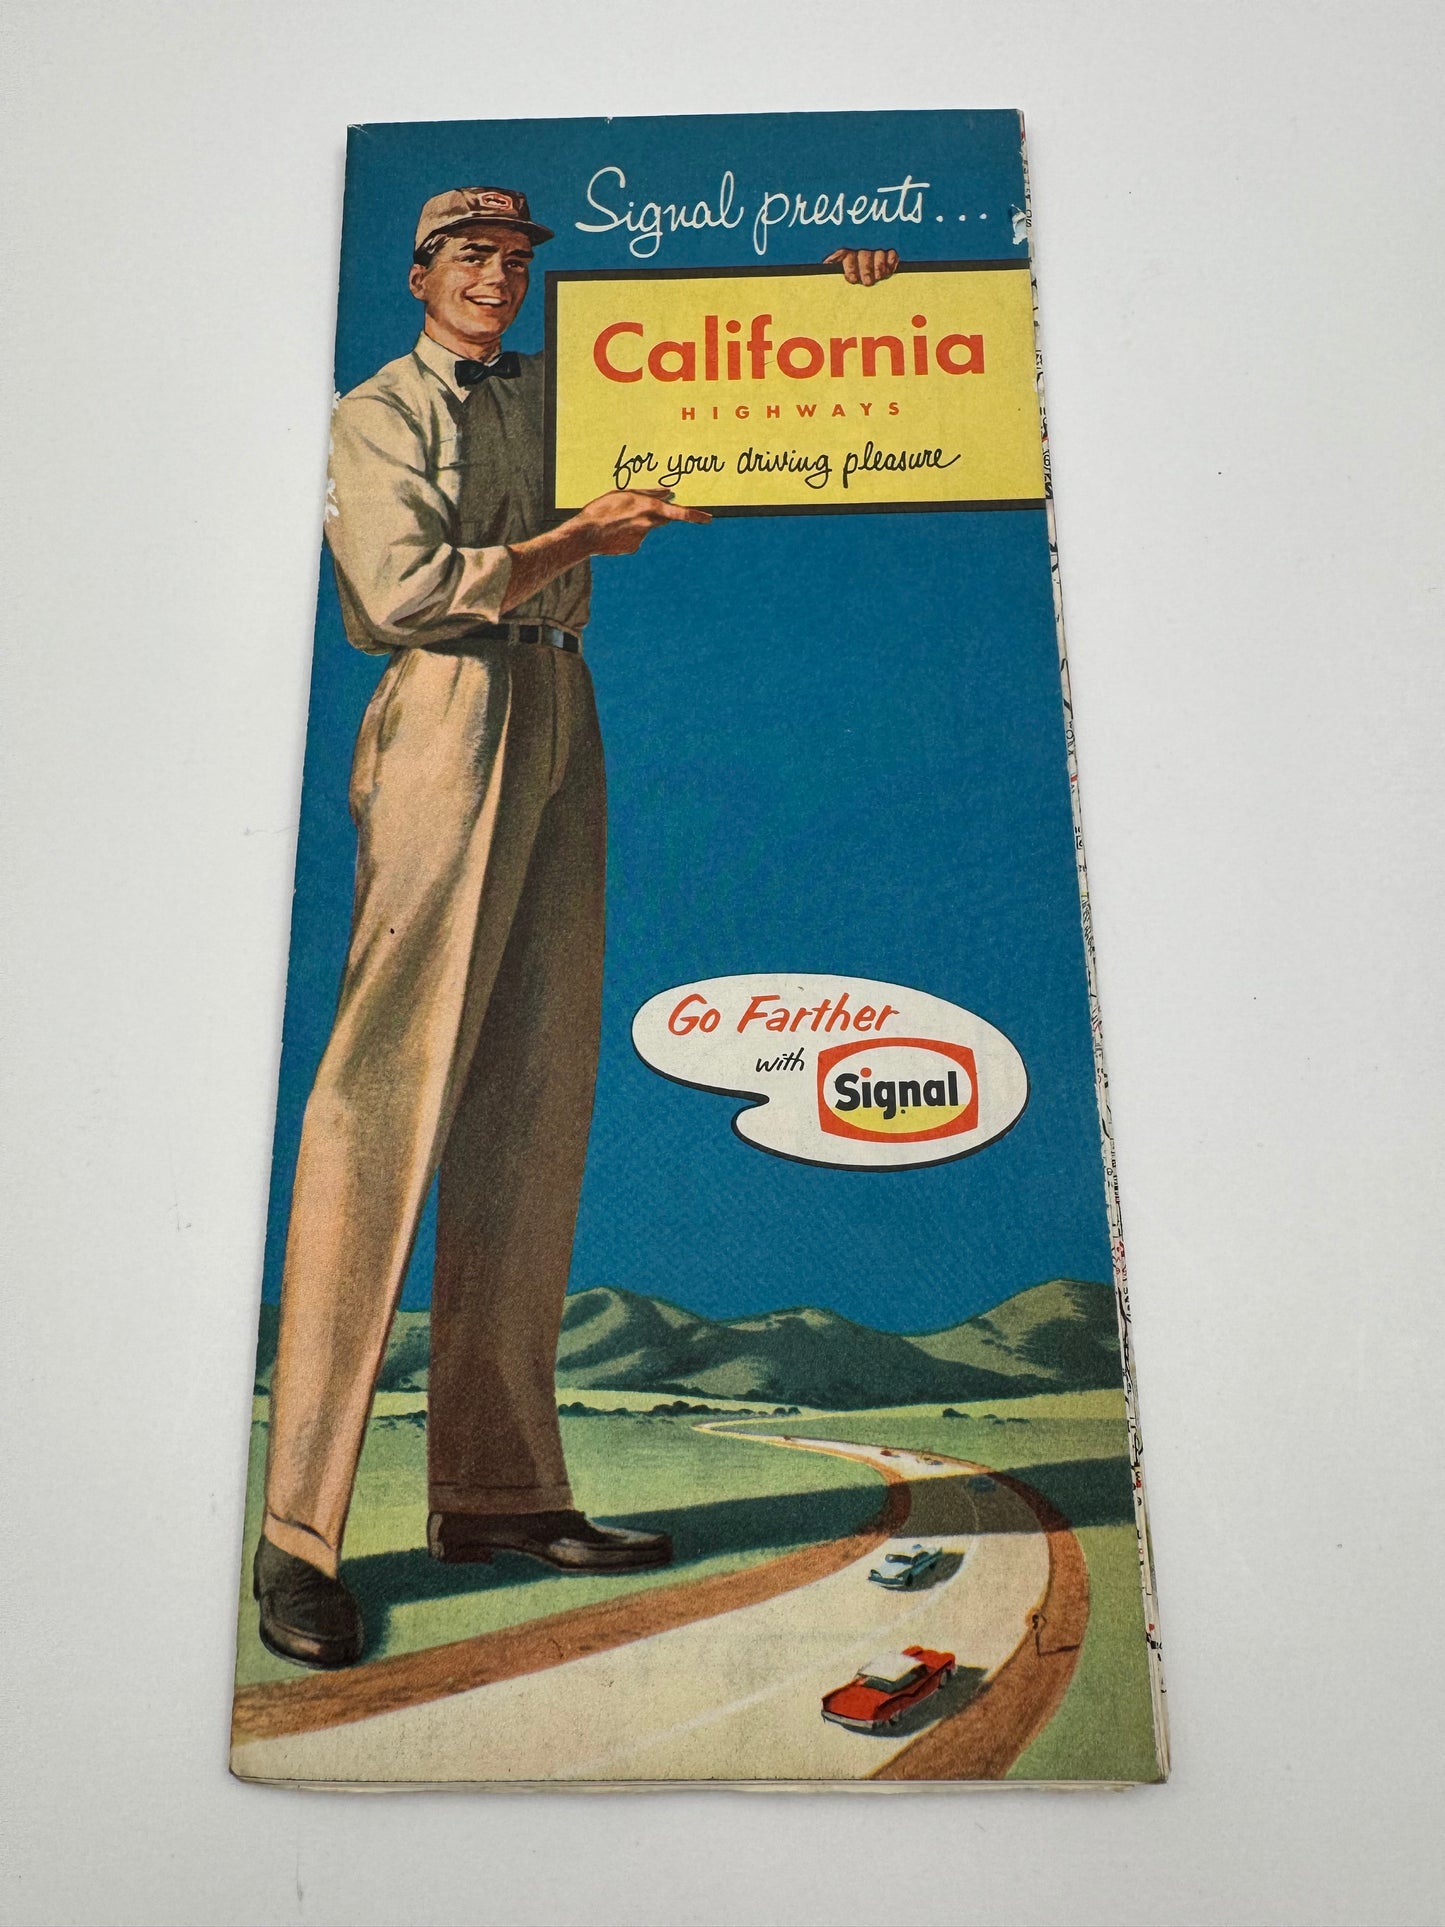 Signal presents...
California
HIGHWAYS
for your driving pleasure
Go Farther
with Signal